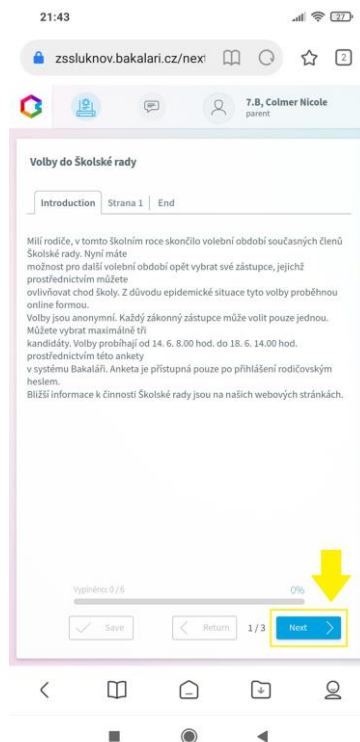 21:43
27
zssluknov.bakalari.cz/next
2
7.B, Colmer Nicole
parent
Volby do Školské rady
Introduction
Strana 1
End
Milí rodiče, v tomto školním roce skončilo volební období současných členů
Školské rady. Nyní máte
možnost pro další volební období opět vybrat své zástupce, jejichž
prostřednictvím můžete
ovlivňovat chod školy. Z důvodu epidemické situace tyto volby proběhnou
online formou.
Volby jsou anonymní. Každý zákonný zástupce může volit pouze jednou.
Můžete vybrat maximálně tři
kandidáty. Volby probíhají od 14. 6. 8.00 hod. do 18. 6. 14.00 hod.
prostřednictvím této ankety
v systému Bakaláři. Anketa je přístupná pouze po přihlášení rodičovským
heslem.
Bližší informace k činnosti Školské rady jsou na našich webových stránkách.
Vyplněno: 0 / 6
0%
Save
Return
1 / 3
Next